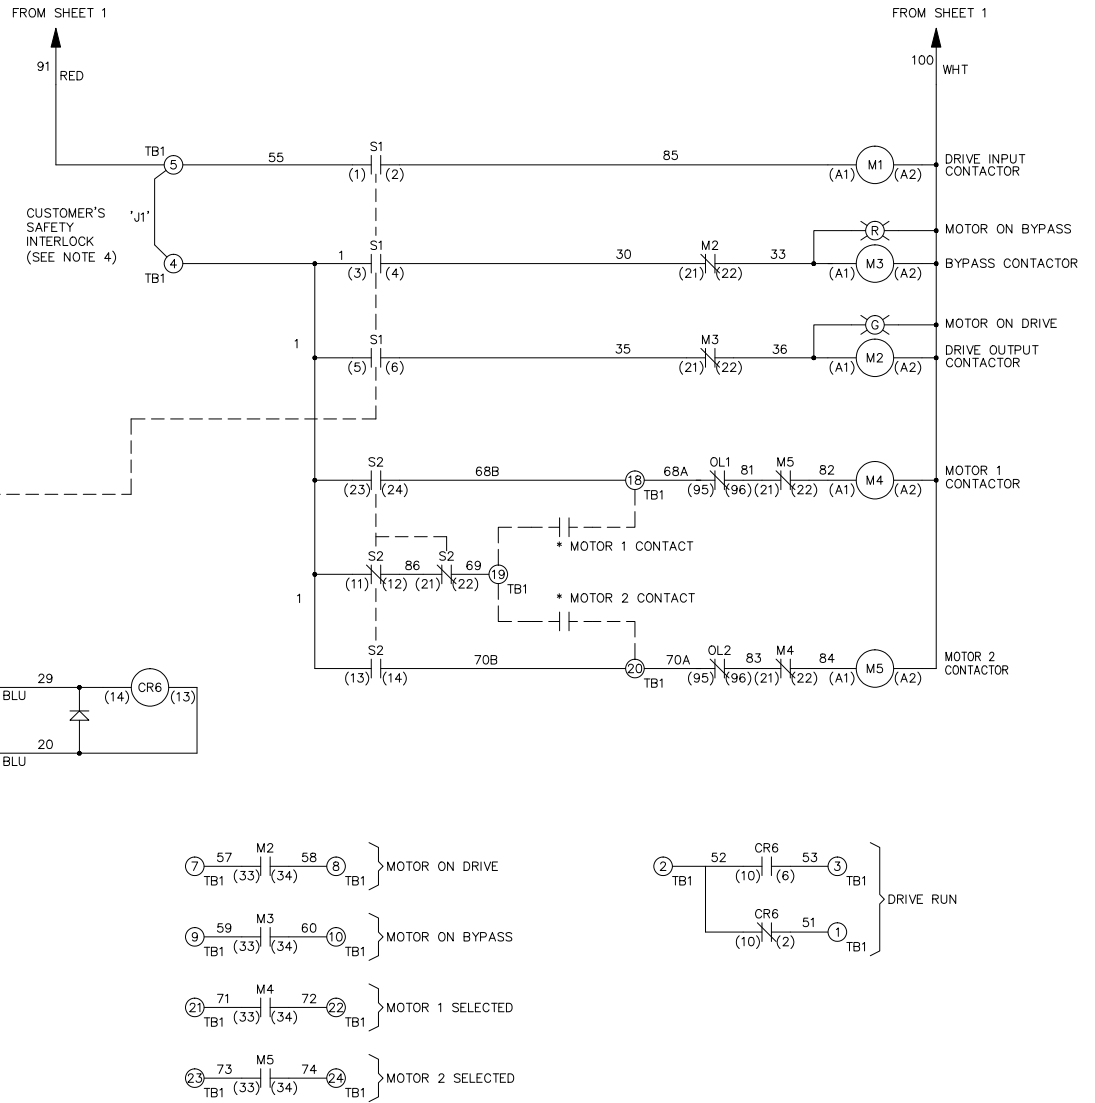 FROM SHEET 1
FROM SHEET 1
91
RED
100
WHT
TB1
5
55
S1
(1) (2)
85
M1
(A1) (A2)
DRIVE INPUT
CONTACTOR
CUSTOMER'S
SAFETY
INTERLOCK
(SEE NOTE 4)
'J1'
R
MOTOR ON BYPASS
4
TB1
1
S1
(3) (4)
30
M2
(21) (22)
33
M3
(A1) (A2)
BYPASS CONTACTOR
G
MOTOR ON DRIVE
1
S1
(5) (6)
35
M3
(21) (22)
36
M2
(A1) (A2)
DRIVE OUTPUT
CONTACTOR
S2
(23) (24)
68B
18
TB1
68A
OL1
(95) (96)
81
M5
(21) (22)
82
M4
(A1) (A2)
MOTOR 1
CONTACTOR
* MOTOR 1 CONTACT
S2
(11) (12)
86
S2
(21) (22)
69
19
TB1
1
* MOTOR 2 CONTACT
S2
(13) (14)
70B
20
TB1
70A
OL2
(95) (96)
83
M4
(21) (22)
84
M5
(A1) (A2)
MOTOR 2
CONTACTOR
29
BLU
(14)
CR6
(13)
20
BLU
7
TB1
57
M2
(33) (34)
58
8
TB1
MOTOR ON DRIVE
9
TB1
59
M3
(33) (34)
60
10
TB1
MOTOR ON BYPASS
21
TB1
71
M4
(33) (34)
72
22
TB1
MOTOR 1 SELECTED
23
TB1
73
M5
(33) (34)
74
24
TB1
MOTOR 2 SELECTED
2
TB1
52
CR6
(10) (6)
53
3
TB1
DRIVE RUN
CR6
(10) (2)
51
1
TB1